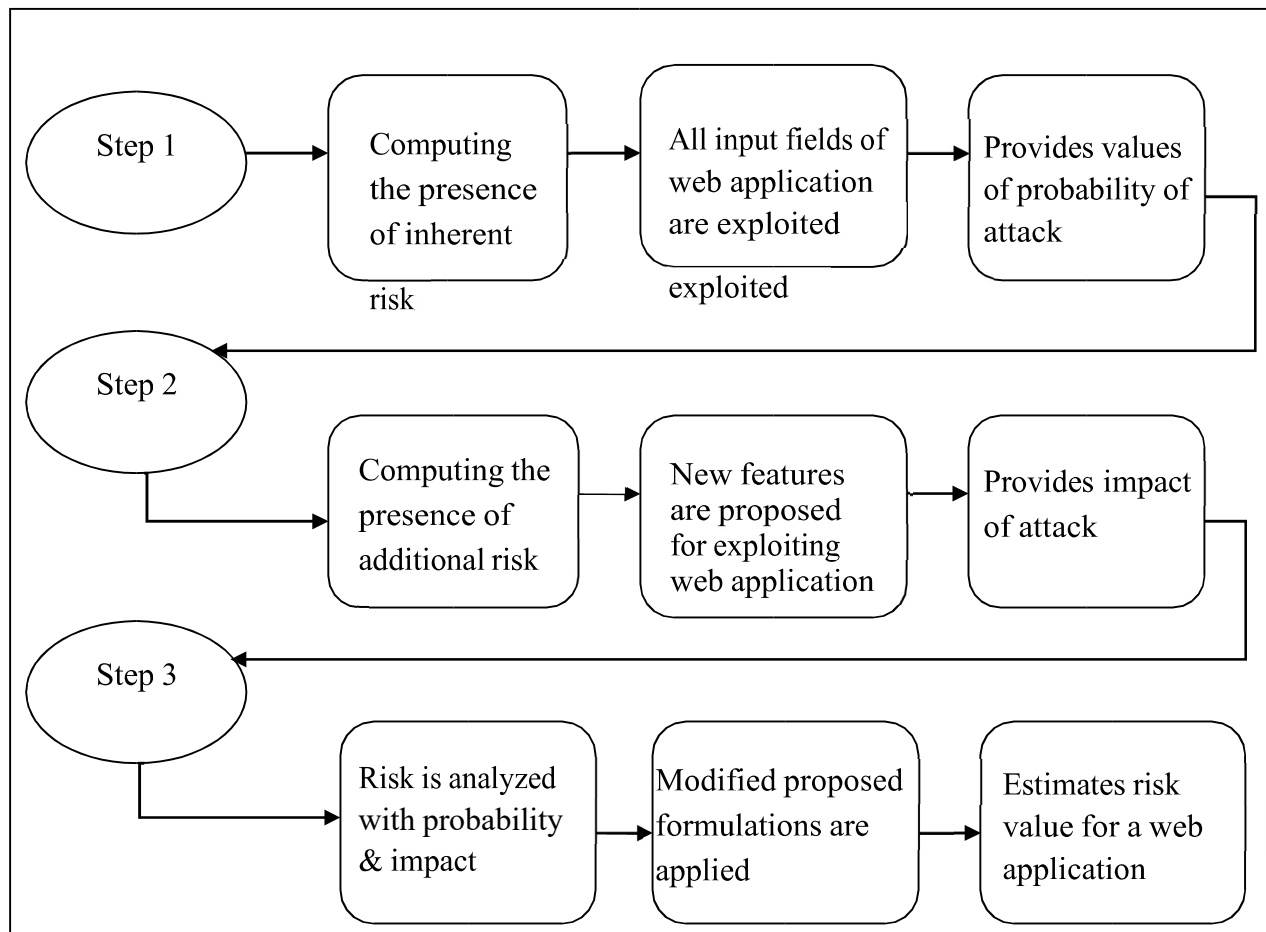 Step 1
Computing
the presence
of inherent
risk
All input fields of
web application
are exploited
exploited
Provides values
of probability of
attack
Step 2
Computing the
presence of
additional risk
New features
are proposed
for exploiting
web application
Provides impact
of attack
Step 3
Risk is analyzed
with probability
& impact
Modified proposed
formulations are
applied
Estimates risk
value for a web
application